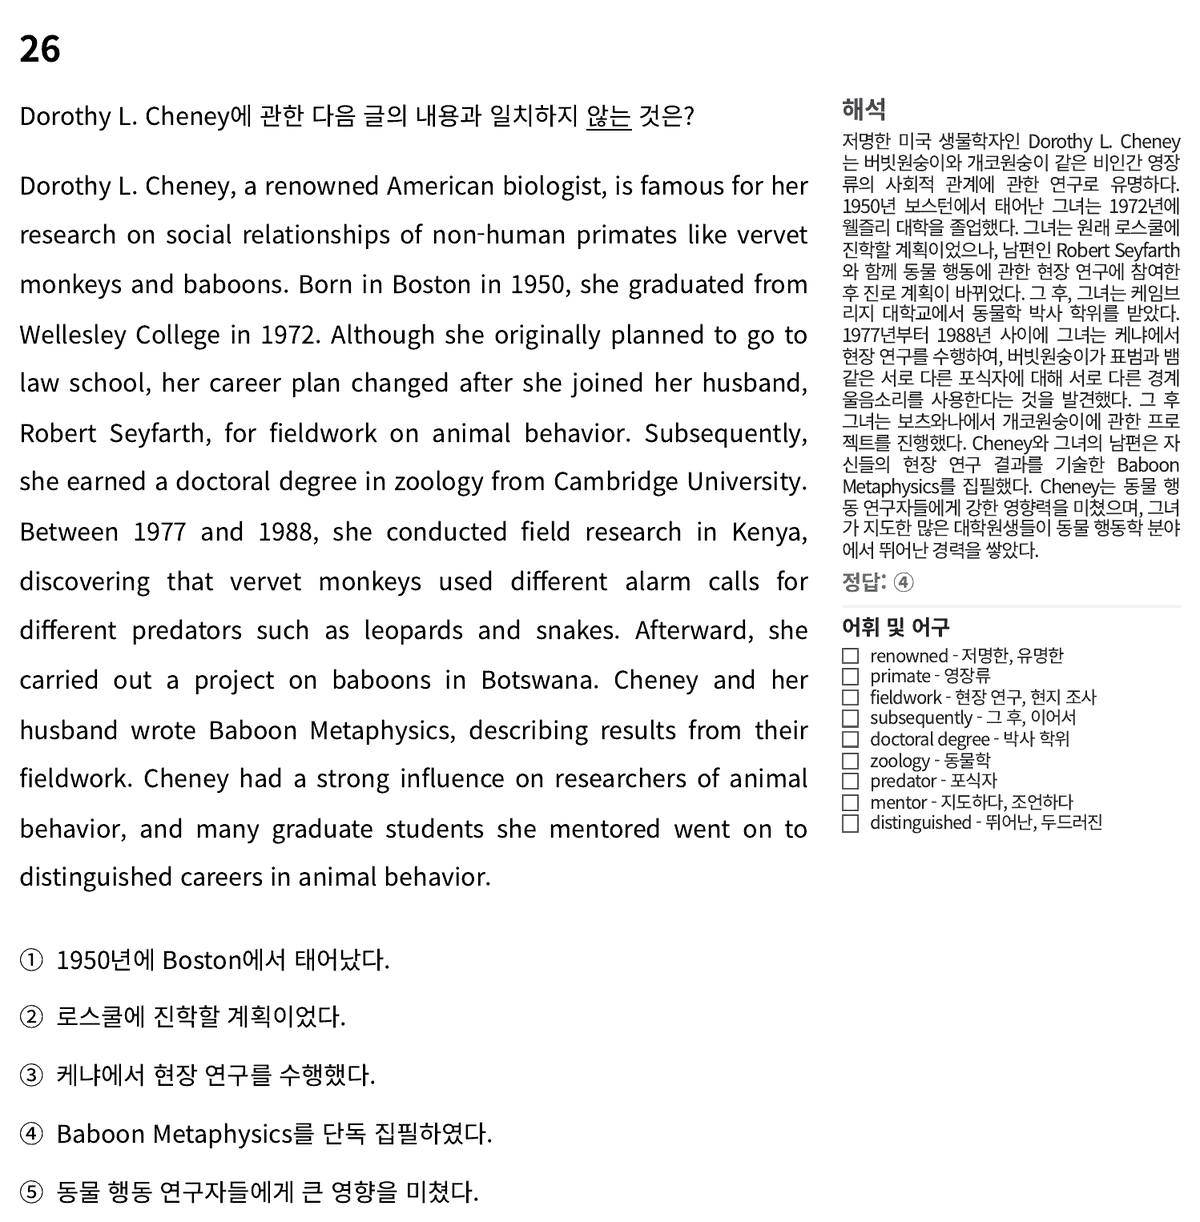 26
Dorothy L. Cheney에 관한 다음 글의 내용과 일치하지 않는 것은?
Dorothy L. Cheney, a renowned American biologist, is famous for her
research on social relationships of non-human primates like vervet
monkeys and baboons. Born in Boston in 1950, she graduated from
Wellesley College in 1972. Although she originally planned to go to
law school, her career plan changed after she joined her husband,
Robert Seyfarth, for fieldwork on animal behavior. Subsequently,
she earned a doctoral degree in zoology from Cambridge University.
Between 1977 and 1988, she conducted field research in Kenya,
discovering that vervet monkeys used different alarm calls for
different predators such as leopards and snakes. Afterward, she
carried out a project on baboons in Botswana. Cheney and her
husband wrote Baboon Metaphysics, describing results from their
fieldwork. Cheney had a strong influence on researchers of animal
behavior, and many graduate students she mentored went on to
distinguished careers in animal behavior.
① 1950년에 Boston에서 태어났다.
② 로스쿨에 진학할 계획이었다.
③ 케냐에서 현장 연구를 수행했다.
④ Baboon Metaphysics를 단독 집필하였다.
⑤ 동물 행동 연구자들에게 큰 영향을 미쳤다.
해석
저명한 미국 생물학자인 Dorothy L. Cheney
는 버빗원숭이와 개코원숭이 같은 비인간 영장
류의 사회적 관계에 관한 연구로 유명하다.
1950년 보스턴에서 태어난 그녀는 1972년에
웰즐리 대학을 졸업했다. 그녀는 원래 로스쿨에
진학할 계획이었으나, 남편인 Robert Seyfarth
와 함께 동물 행동에 관한 현장 연구에 참여한
후 진로 계획이 바뀌었다. 그 후, 그녀는 케임브
리지 대학교에서 동물학 박사 학위를 받았다.
1977년부터 1988년 사이에 그녀는 케냐에서
현장 연구를 수행하여, 버빗원숭이가 표범과 뱀
같은 서로 다른 포식자에 대해 서로 다른 경계
울음소리를 사용한다는 것을 발견했다. 그 후
그녀는 보츠와나에서 개코원숭이에 관한 프로
젝트를 진행했다. Cheney와 그녀의 남편은 자
신들의 현장 연구 결과를 기술한 Baboon
Metaphysics를 집필했다. Cheney는 동물 행
동 연구자들에게 강한 영향력을 미쳤으며, 그녀
가 지도한 많은 대학원생들이 동물 행동학 분야
에서 뛰어난 경력을 쌓았다.
정답: ④
어휘 및 어구
□ renowned - 저명한, 유명한
□ primate - 영장류
□ fieldwork - 현장 연구, 현지 조사
□ subsequently - 그 후, 이어서
□ doctoral degree - 박사 학위
□ zoology - 동물학
□ predator - 포식자
□ mentor - 지도하다, 조언하다
□ distinguished - 뛰어난, 두드러진